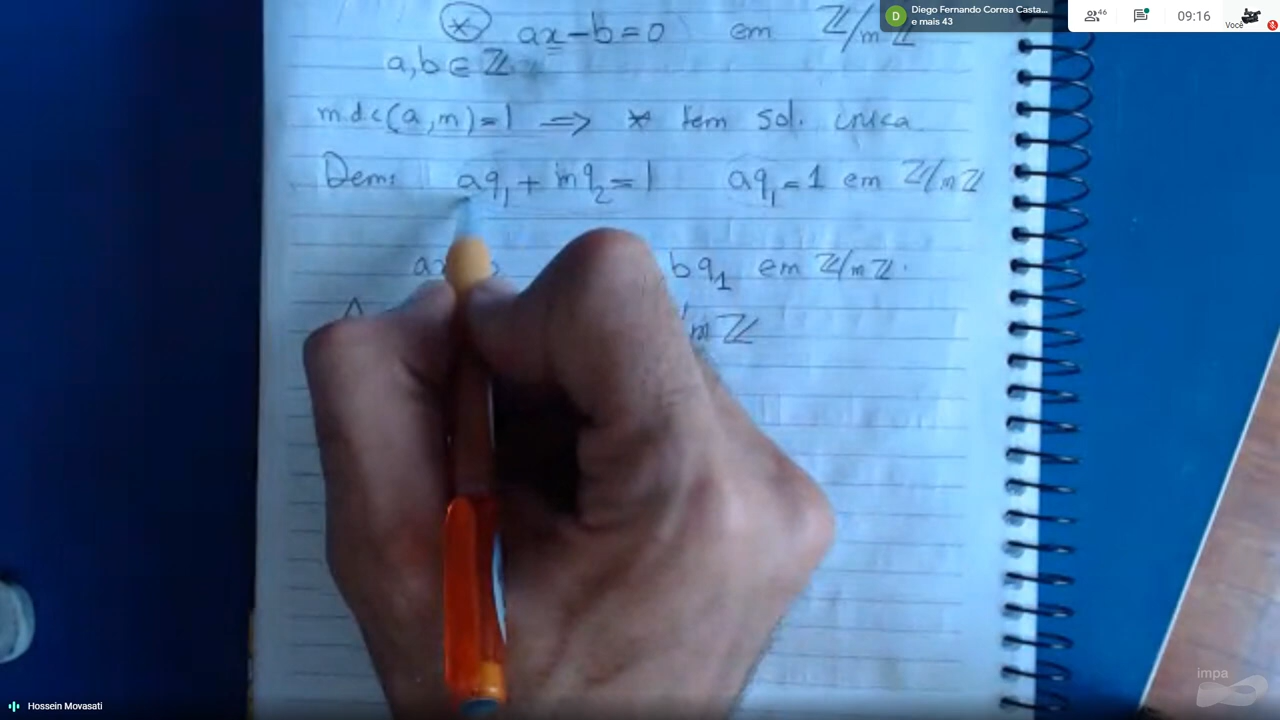 Diego Fernando Correa Casta...
e mais 43
46
09:16
Você
⊛ ax-b=0 em ℤ/mℤ
a,b∈ℤ
m.d.c(a,m)=1 => * tem sol. única
Dem: aq₁+mq₂=1 aq₁=1 em ℤ/mℤ
bq₁ em ℤ/mℤ.
mℤ
impa
Hossein Movasati